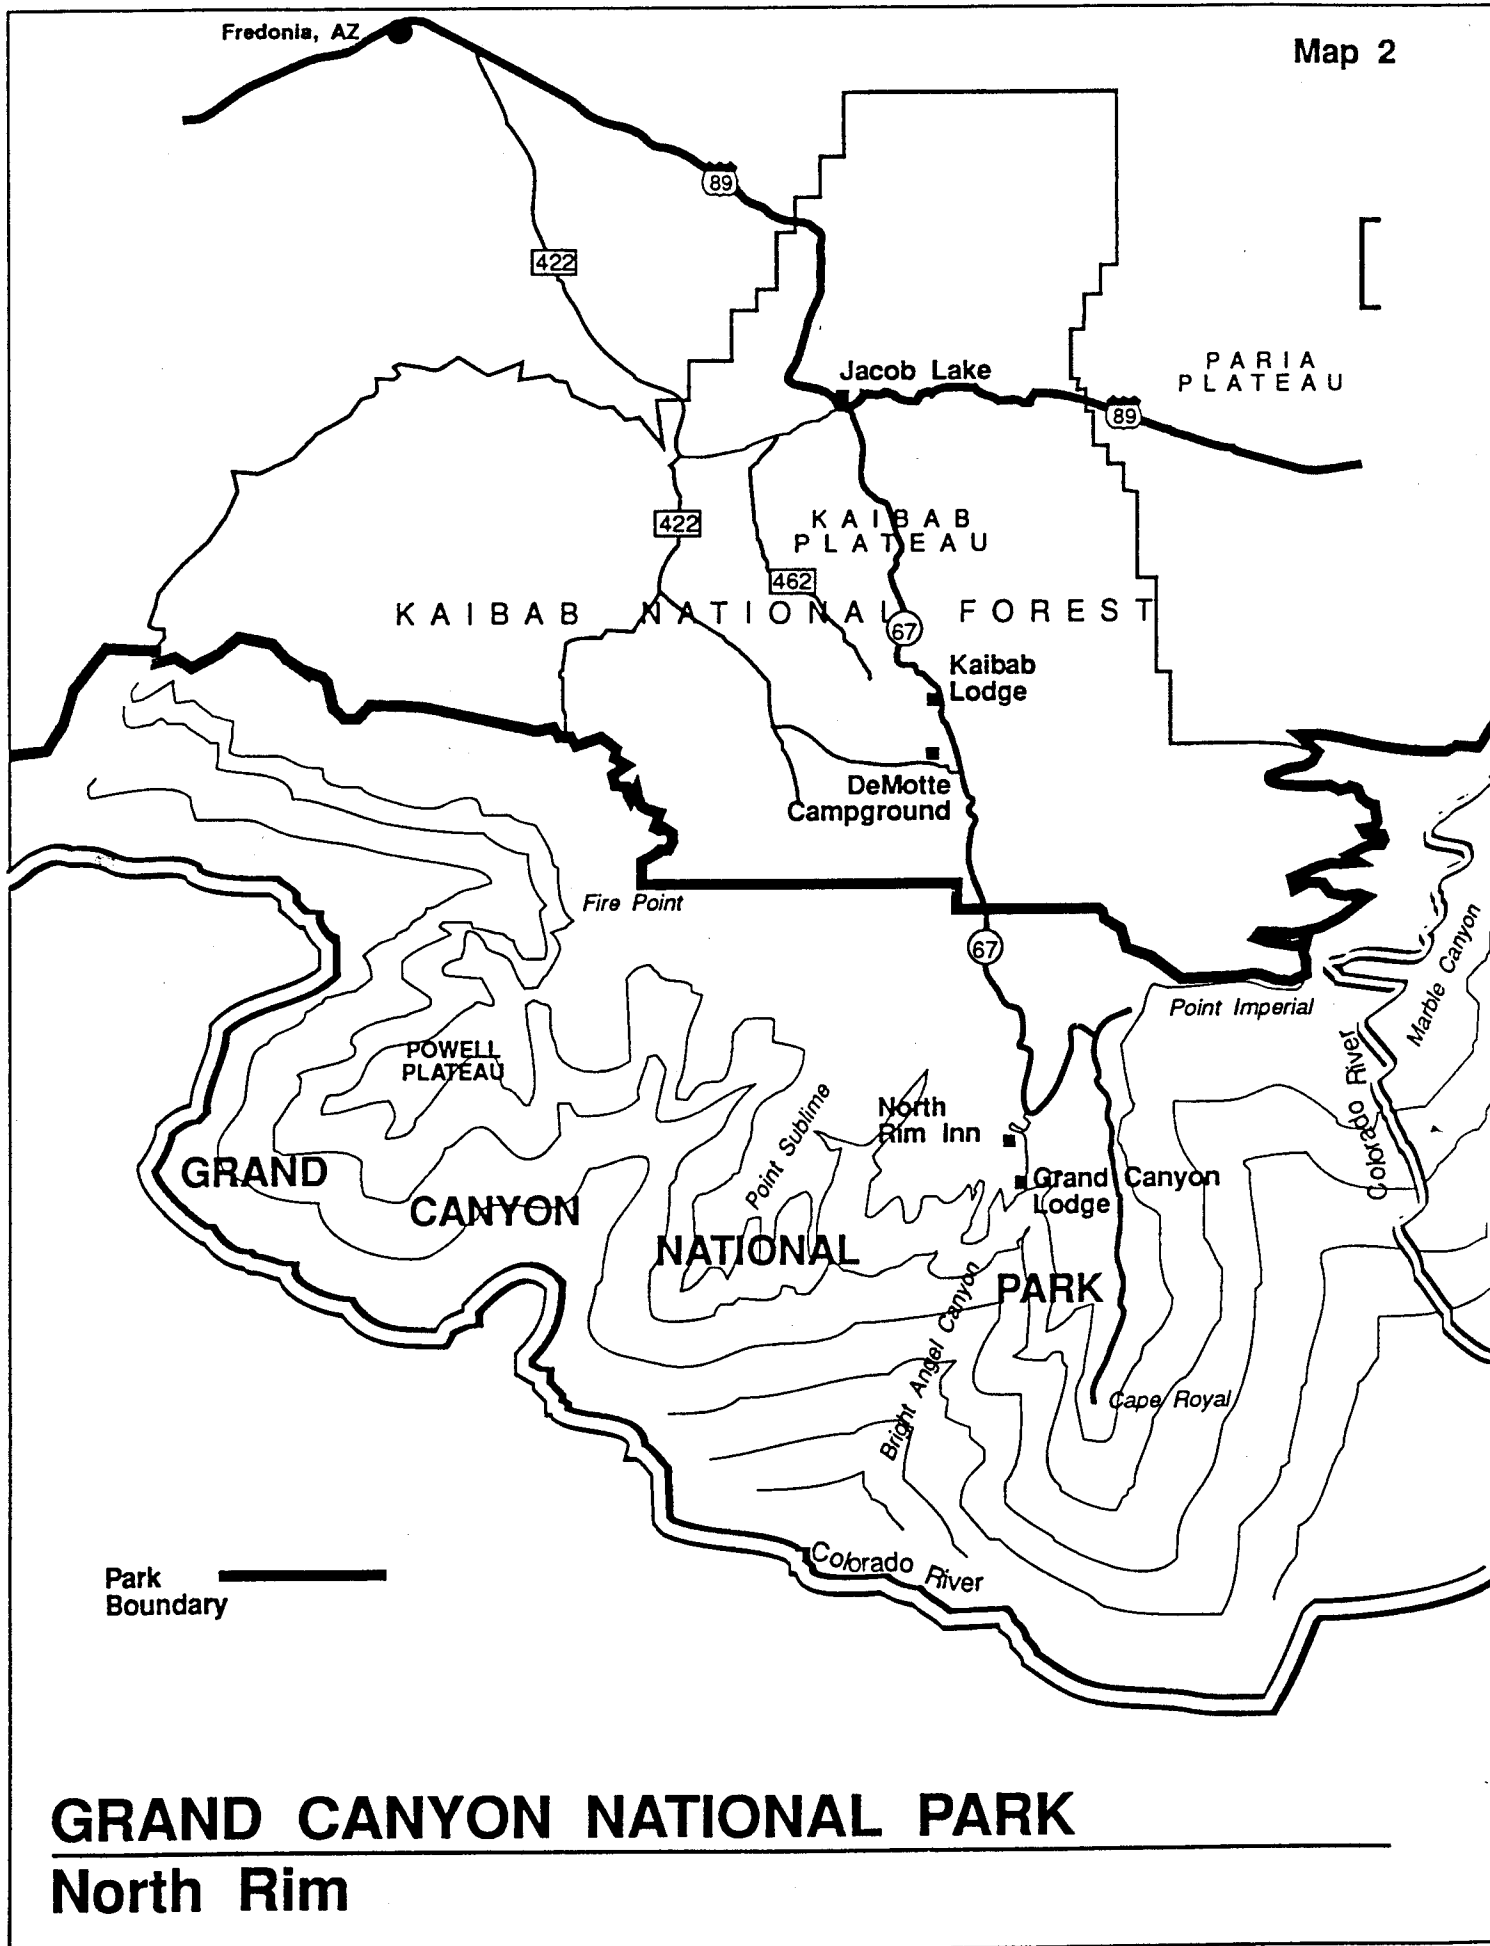 Fredonia, AZ
Map 2
89
422
Jacob Lake
PARIA
PLATEAU
89
422
KAIBAB
PLATEAU
462
KAIBAB NATIONAL FOREST
67
Kaibab
Lodge
DeMotte
Campground
Fire Point
67
Marble Canyon
Point Imperial
POWELL
PLATEAU
Point Sublime
North
Rim Inn
Colorado River
GRAND
CANYON
NATIONAL
PARK
Grand Canyon
Lodge
Bright Angel Canyon
Cape Royal
Colorado River
Park
Boundary
GRAND CANYON NATIONAL PARK
North Rim